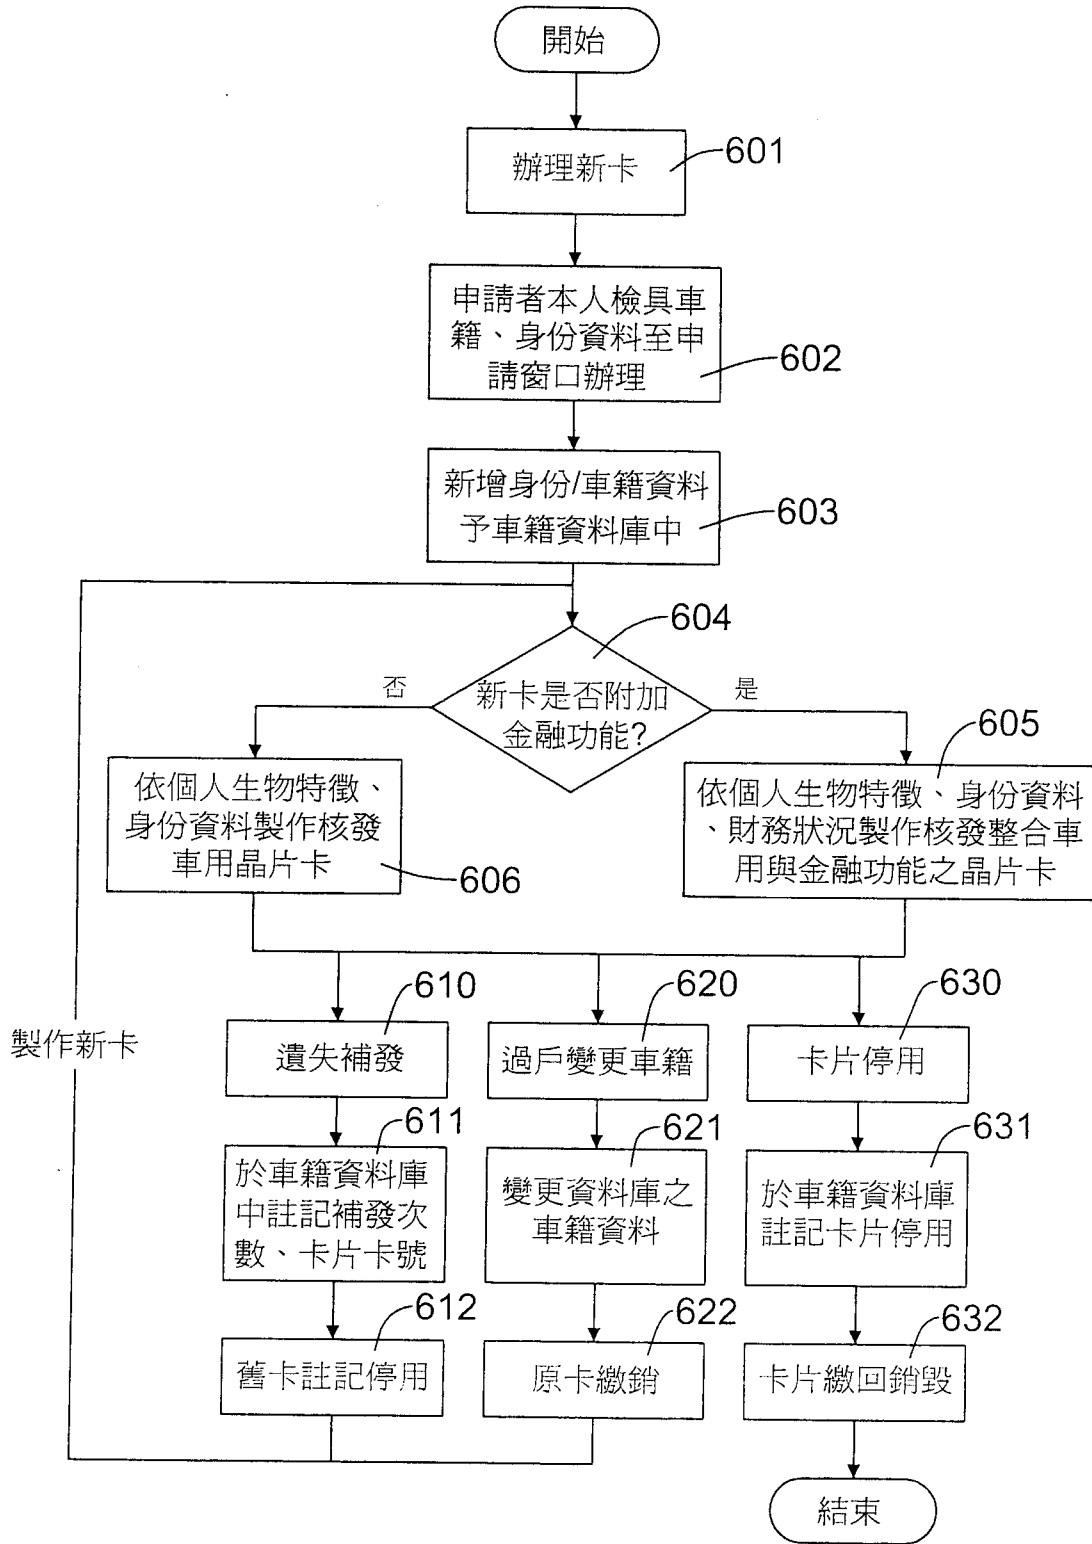 開始
辦理新卡
601
申請者本人檢具車
籍、身份資料至申
請窗口辦理
602
新增身份/車籍資料
予車籍資料庫中
603
604
新卡是否附加
金融功能?
否
是
605
依個人生物特徵、
身份資料製作核發
車用晶片卡
606
依個人生物特徵、身份資料
、財務狀況製作核發整合車
用與金融功能之晶片卡
製作新卡
610
遺失補發
620
過戶變更車籍
630
卡片停用
611
於車籍資料庫
中註記補發次
數、卡片卡號
621
變更資料庫之
車籍資料
631
於車籍資料庫
註記卡片停用
612
舊卡註記停用
622
原卡繳銷
632
卡片繳回銷毀
結束